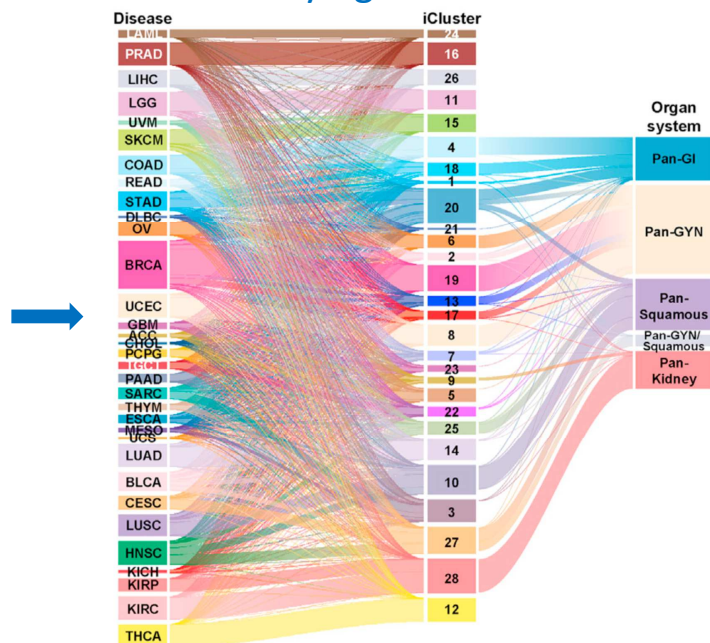 Disease
iCluster
LAML
PRAD
LIHC
LGG
UVM
SKCM
COAD
READ
STAD
DLBC
OV
BRCA
UCEC
GBM
ACC
CHOL
PCPG
TGCT
PAAD
SARC
THYM
ESCA
MESO
UCS
LUAD
BLCA
CESC
LUSC
HNSC
KICH
KIRP
KIRC
THCA
24
16
26
11
15
4
18
1
20
21
6
2
19
13
17
8
7
23
9
5
22
25
14
10
3
27
28
12
Organ
system
Pan-GI
Pan-GYN
Pan-
Squamous
Pan-GYN/
Squamous
Pan-
Kidney